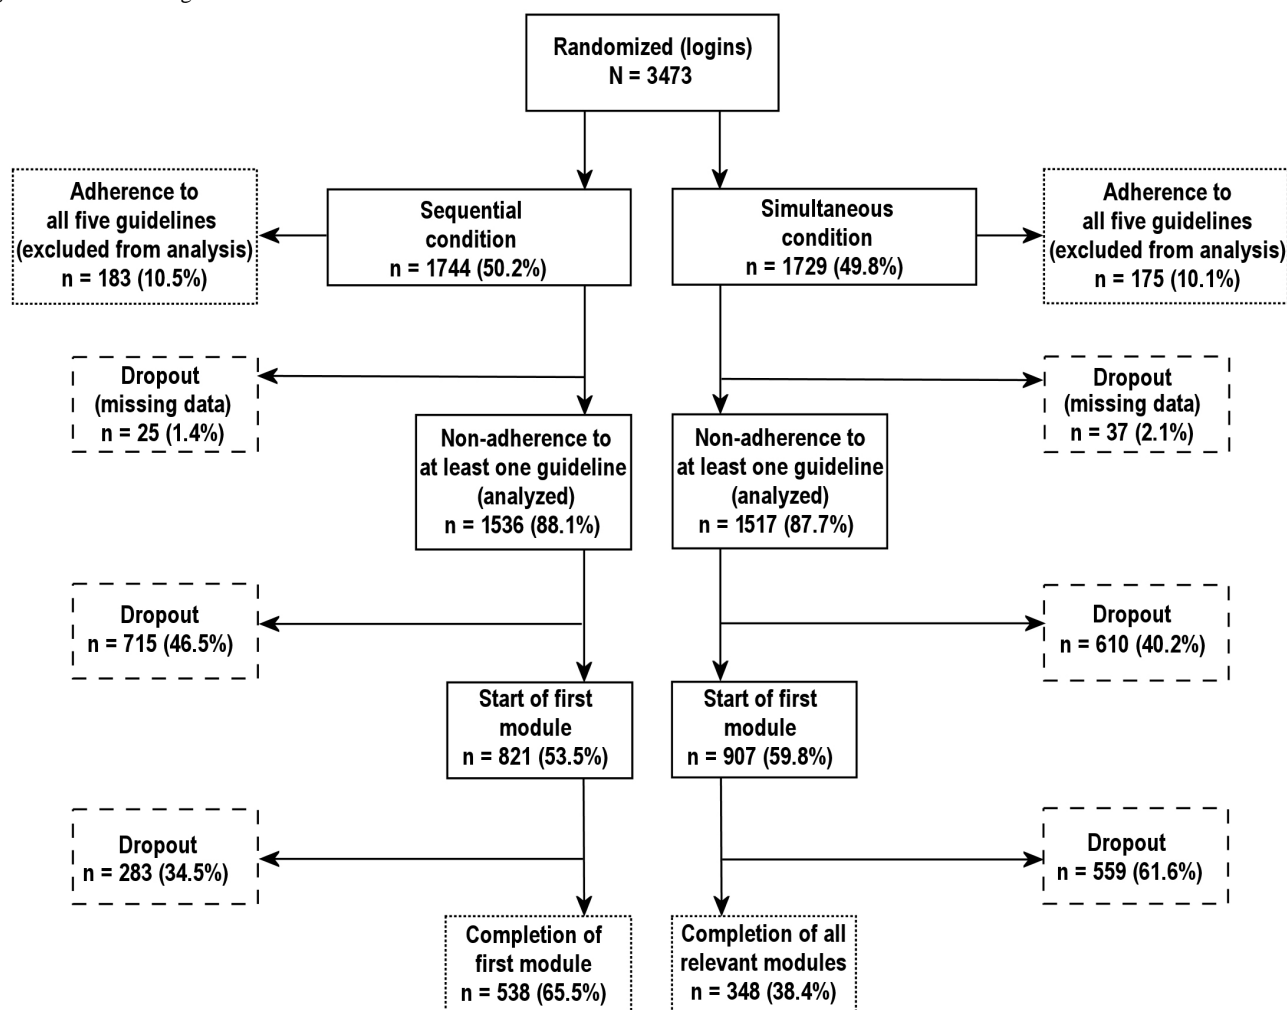 Randomized (logins)
N = 3473
Adherence to
all five guidelines
(excluded from analysis)
n = 183 (10.5%)
Sequential
condition
n = 1744 (50.2%)
Simultaneous
condition
n = 1729 (49.8%)
Adherence to
all five guidelines
(excluded from analysis)
n = 175 (10.1%)
Dropout
(missing data)
n = 25 (1.4%)
Dropout
(missing data)
n = 37 (2.1%)
Non-adherence to
at least one guideline
(analyzed)
n = 1536 (88.1%)
Non-adherence to
at least one guideline
(analyzed)
n = 1517 (87.7%)
Dropout
n = 715 (46.5%)
Dropout
n = 610 (40.2%)
Start of first
module
n = 821 (53.5%)
Start of first
module
n = 907 (59.8%)
Dropout
n = 283 (34.5%)
Dropout
n = 559 (61.6%)
Completion of
first module
n = 538 (65.5%)
Completion of all
relevant modules
n = 348 (38.4%)